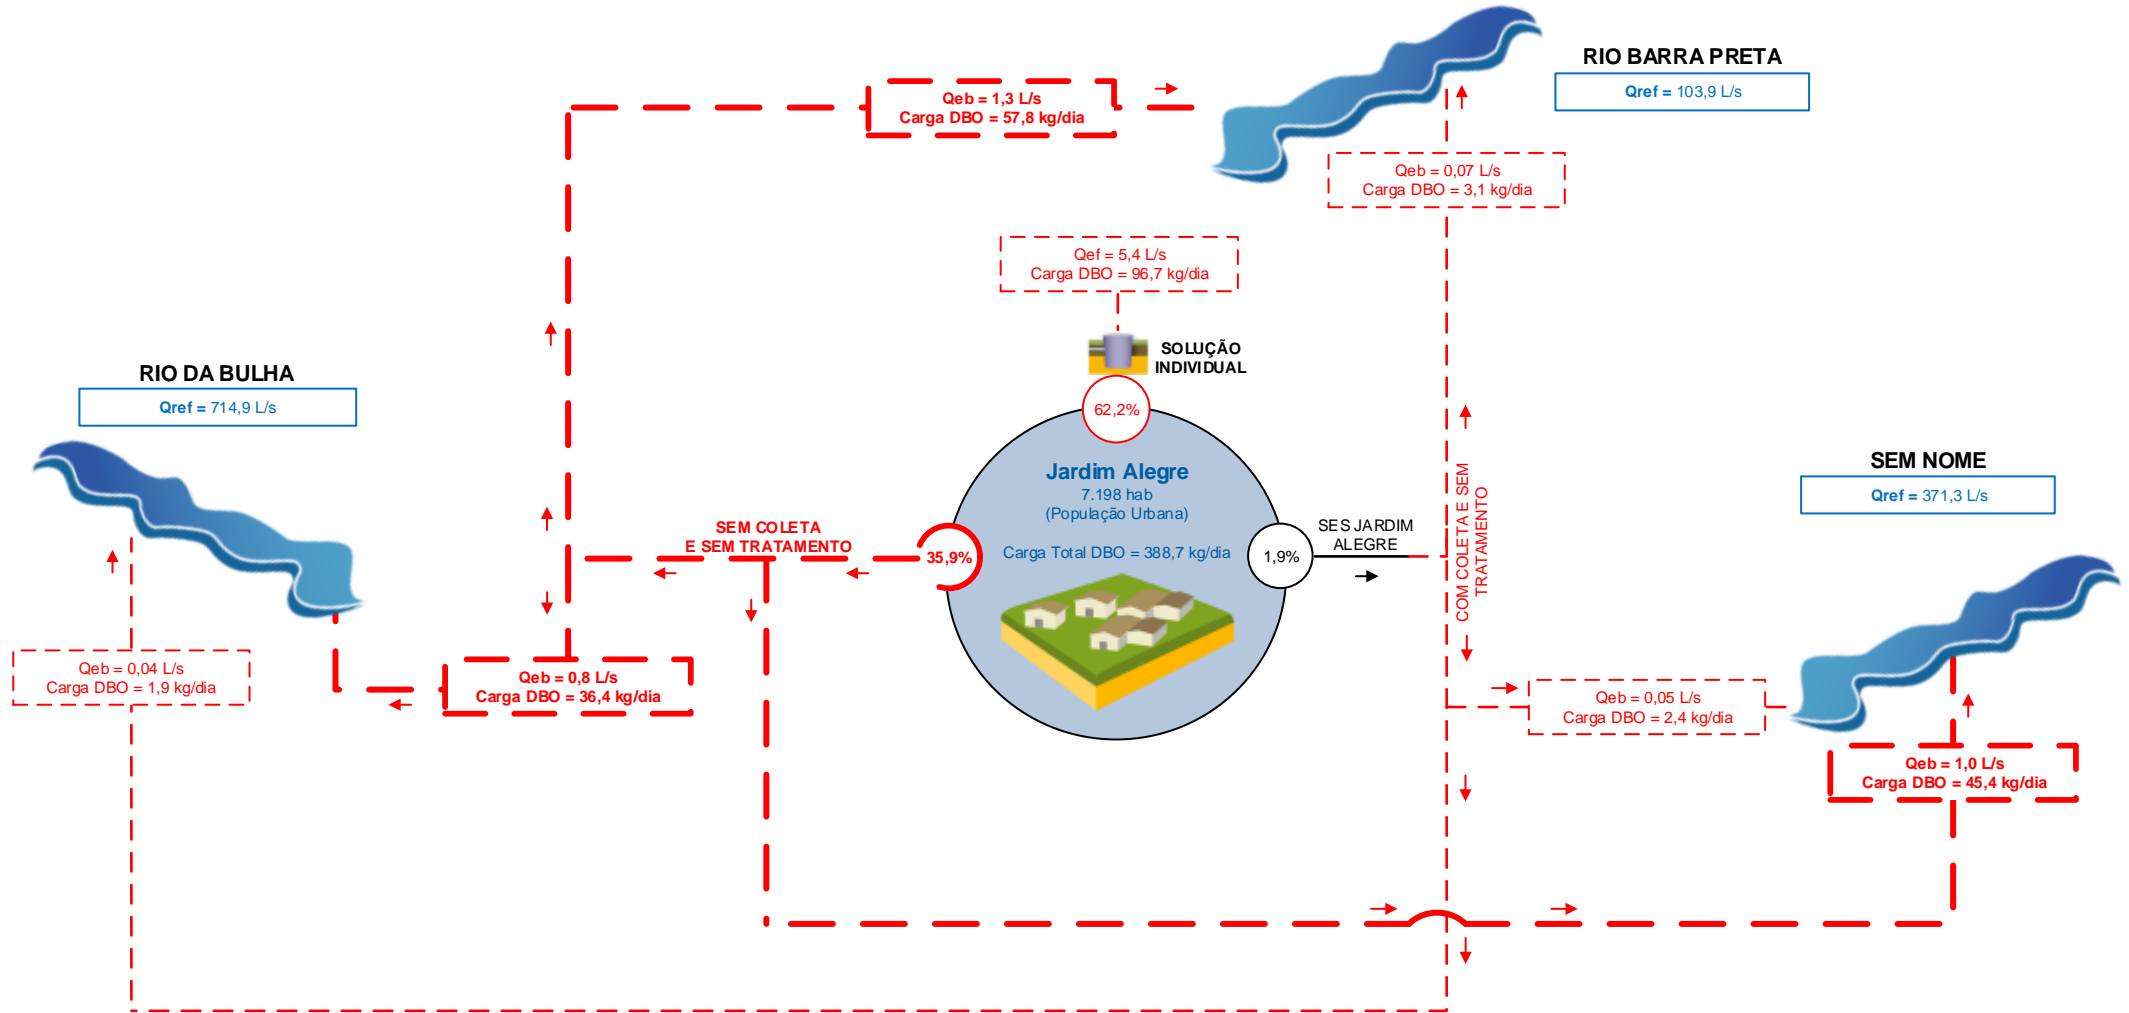 RIO BARRA PRETA
Qref = 103,9 L/s
Qeb = 1,3 L/s
Carga DBO = 57,8 kg/dia
Qeb = 0,07 L/s
Carga DBO = 3,1 kg/dia
Qef = 5,4 L/s
Carga DBO = 96,7 kg/dia
SOLUÇÃO
INDIVIDUAL
62,2%
RIO DA BULHA
Qref = 714,9 L/s
Jardim Alegre
7.198 hab
(População Urbana)
Carga Total DBO = 388,7 kg/dia
SEM COLETA
E SEM TRATAMENTO
35,9%
1,9%
SES JARDIM
ALEGRE
COM COLETA E SEM
TRATAMENTO
SEM NOME
Qref = 371,3 L/s
Qeb = 0,04 L/s
Carga DBO = 1,9 kg/dia
Qeb = 0,8 L/s
Carga DBO = 36,4 kg/dia
Qeb = 0,05 L/s
Carga DBO = 2,4 kg/dia
Qeb = 1,0 L/s
Carga DBO = 45,4 kg/dia